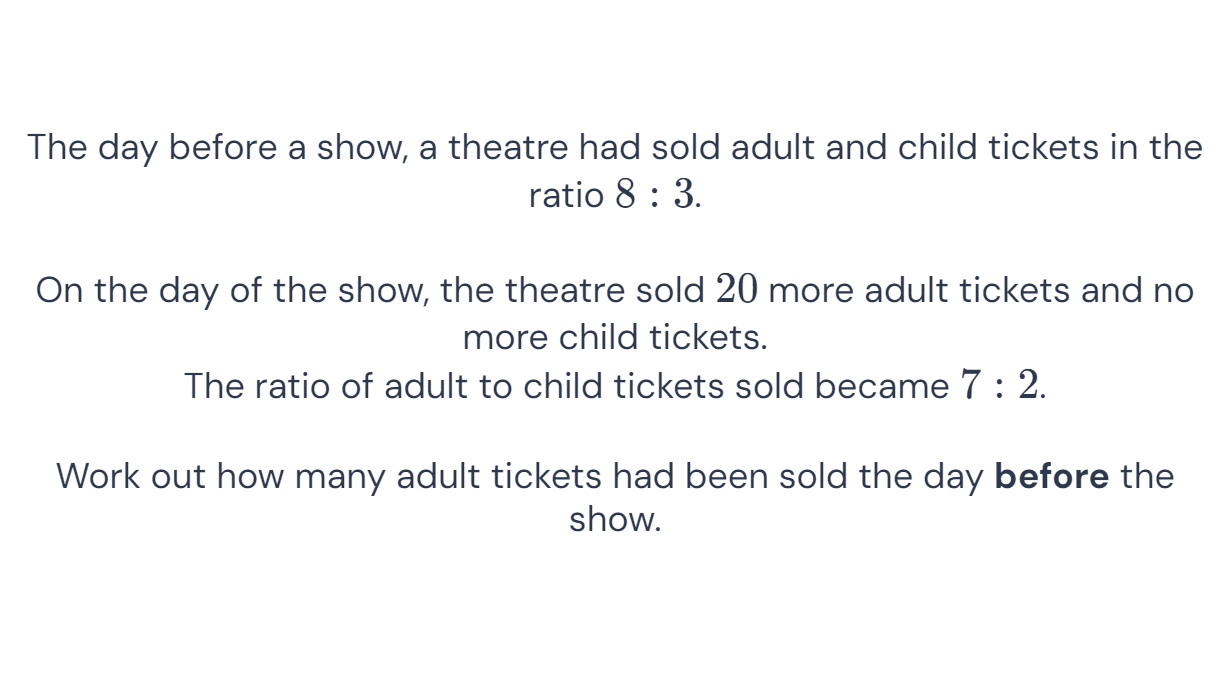 The day before a show, a theatre had sold adult and child tickets in the
ratio 8 : 3.
On the day of the show, the theatre sold 20 more adult tickets and no
more child tickets.
The ratio of adult to child tickets sold became 7 : 2.
Work out how many adult tickets had been sold the day before the
show.